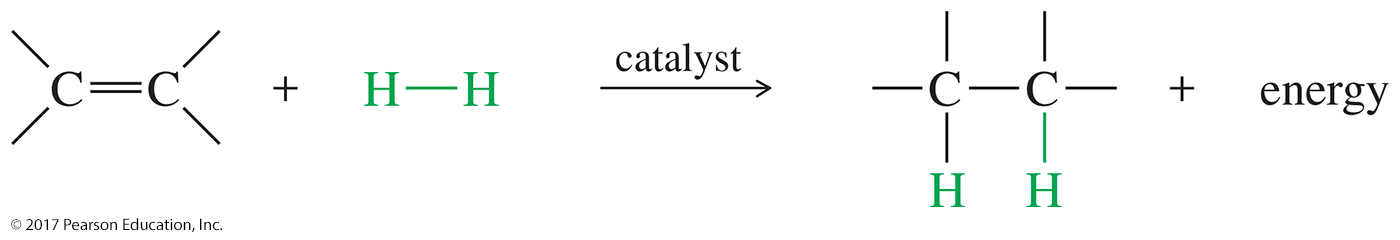 C=C + H—H catalyst —C—C— + energy
H H
© 2017 Pearson Education, Inc.